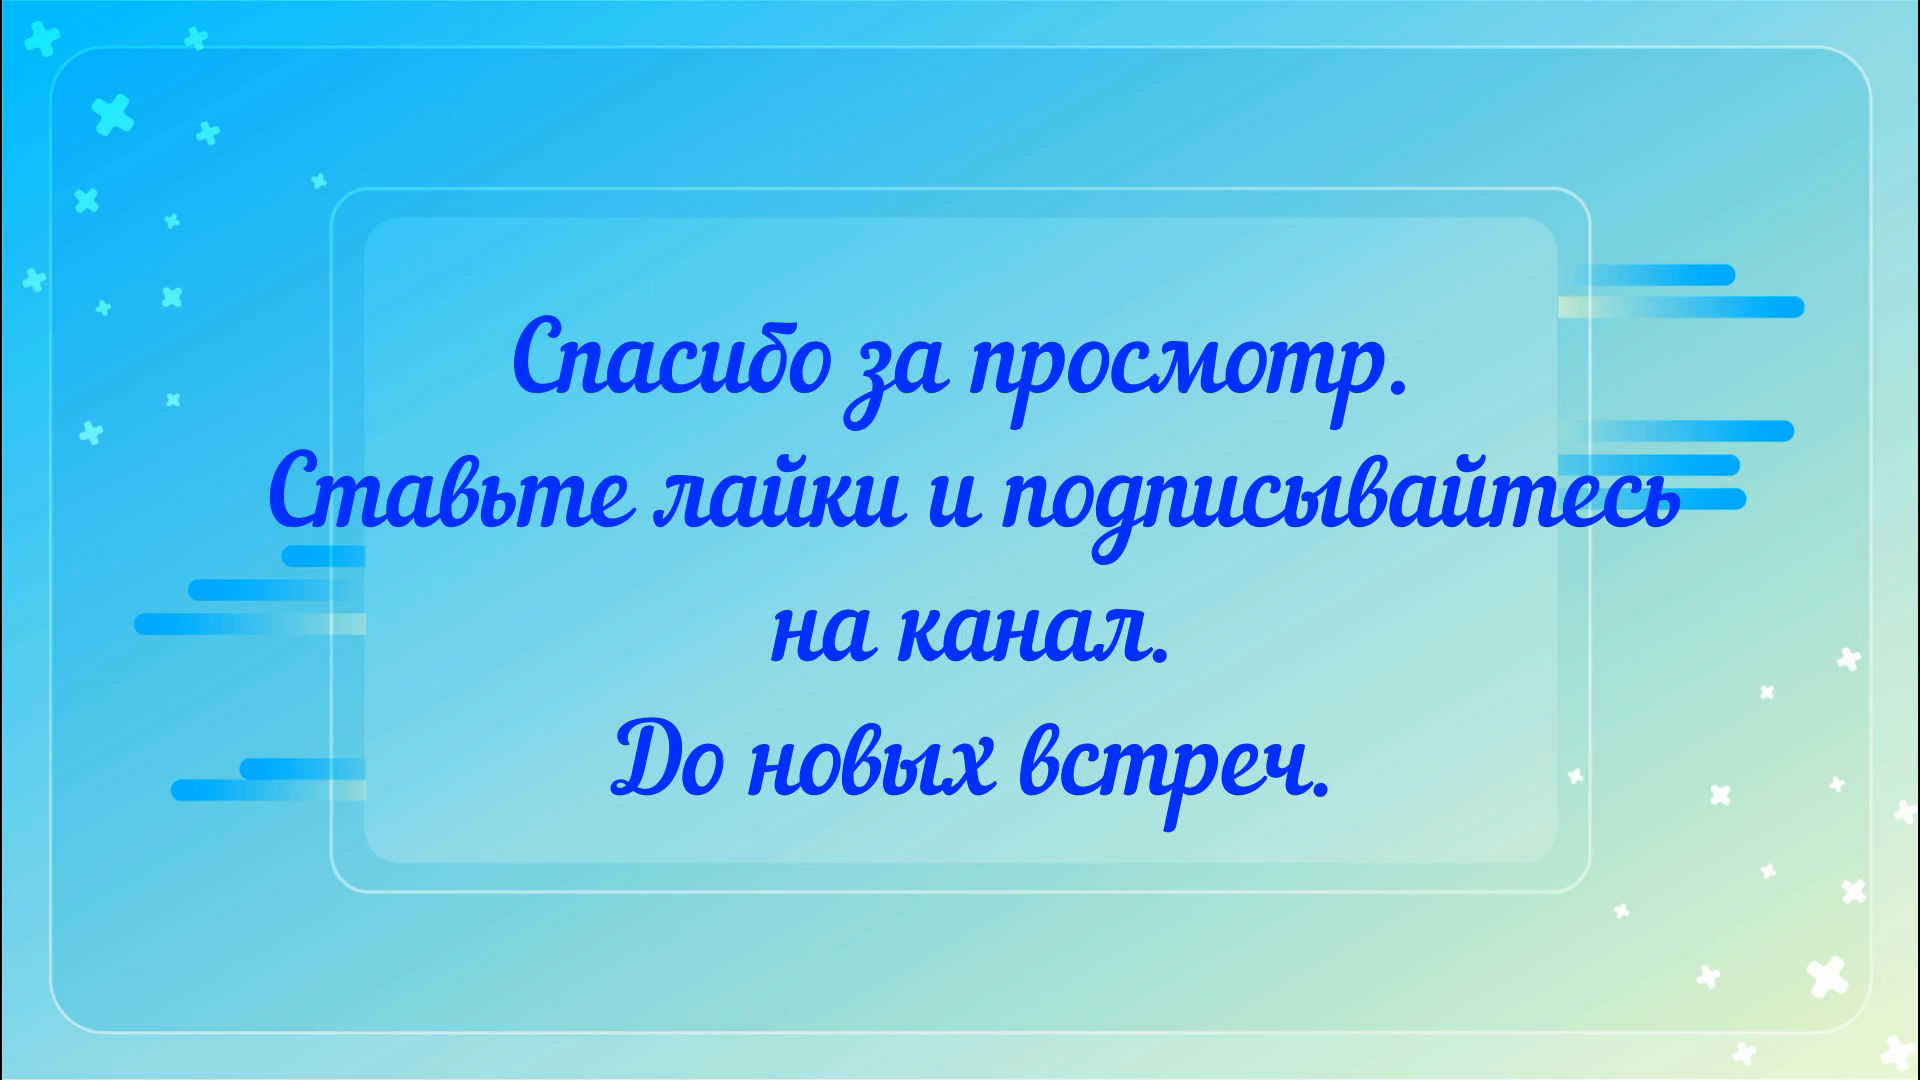 Спасибо за просмотр.
Ставьте лайки и подписывайтесь
на канал.
До новых встреч.